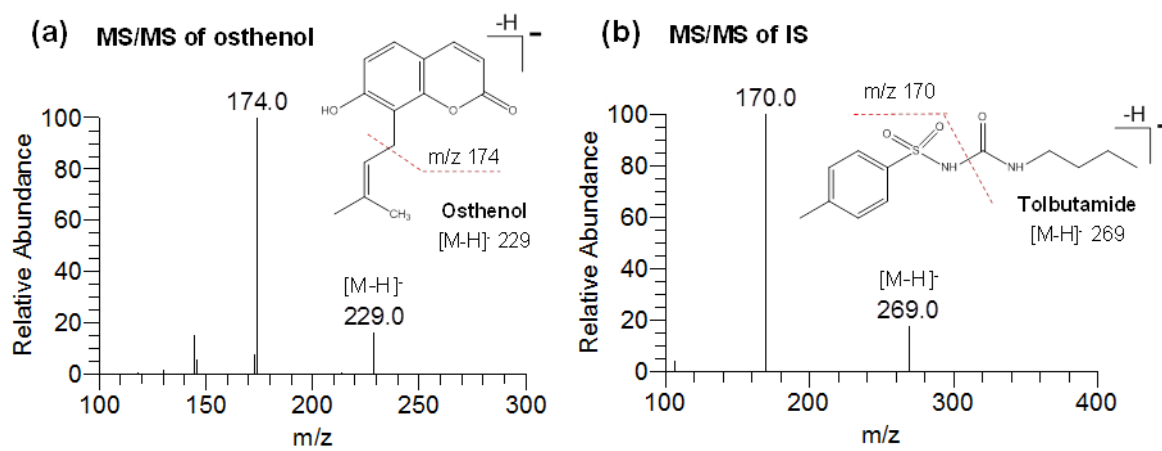 (a) MS/MS of osthenol
-H
-
174.0
HO
O
O
m/z 174
CH₃
Osthenol
[M-H]⁻ 229
[M-H]⁻
229.0
Relative Abundance
100
80
60
40
20
0
100 150 200 250 300
m/z
(b) MS/MS of IS
-H
-
170.0
m/z 170
O
O
O
S
NH
NH
Tolbutamide
[M-H]⁻ 269
[M-H]⁻
269.0
Relative Abundance
100
80
60
40
20
0
100 200 300 400
m/z